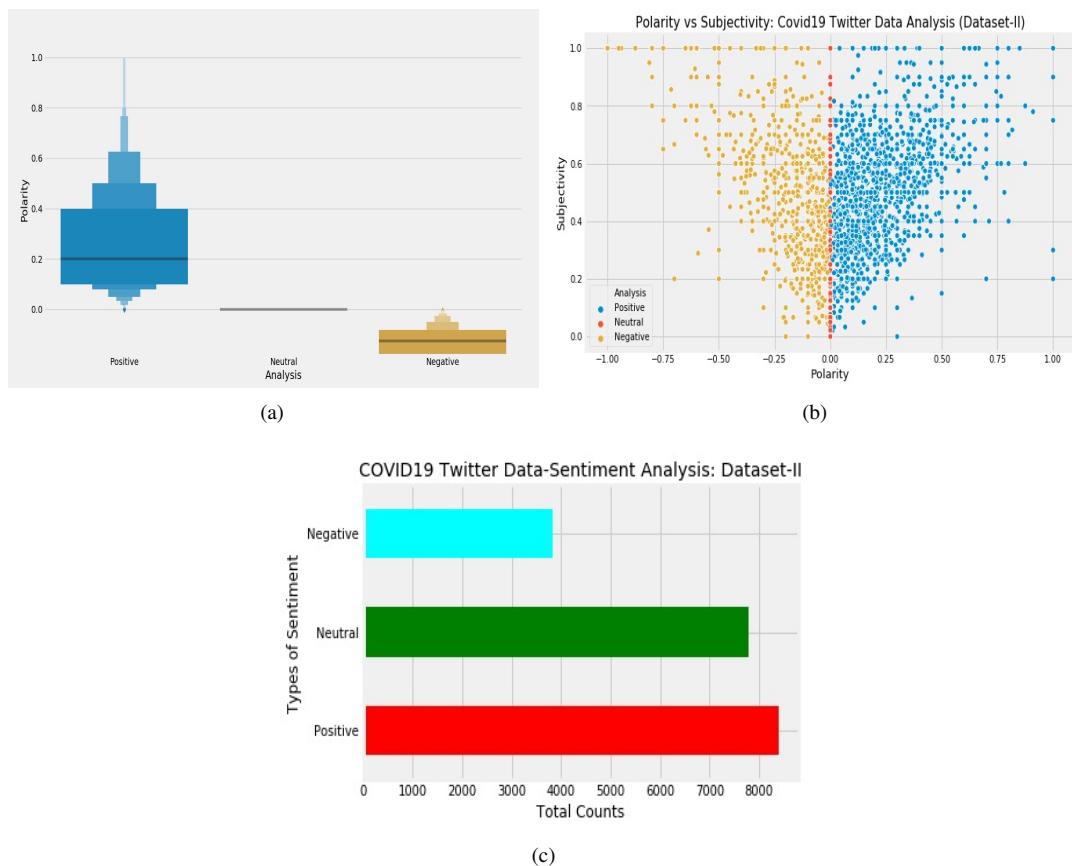 1.0
0.8
0.6
0.4
0.2
0.0
Polarity
Positive
Neutral
Negative
Analysis
(a)
Polarity vs Subjectivity: Covid19 Twitter Data Analysis (Dataset-II)
1.0
0.8
0.6
0.4
0.2
0.0
Subjectivity
Analysis
Positive
Neutral
Negative
−1.00
−0.75
−0.50
−0.25
0.00
0.25
0.50
0.75
1.00
Polarity
(b)
COVID19 Twitter Data-Sentiment Analysis: Dataset-II
Negative
Neutral
Positive
Types of Sentiment
0
1000
2000
3000
4000
5000
6000
7000
8000
Total Counts
(c)